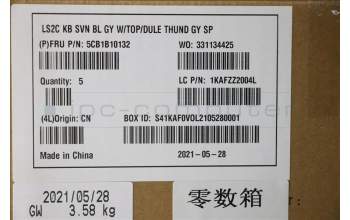 LS2C KB SVN BL GY W/TOP/DULE THUND GY SP
(P)FRU P/N: 5CB1B10132 WO: 331134425
Quantity: 5 LC P/N: 1KAFZZ2004L
(4L)Origin: CN BOX ID: S41KAF0VOL2105280001
Made in China 2021-05-28
2021/05/28
GW 3.58 kg
零数箱